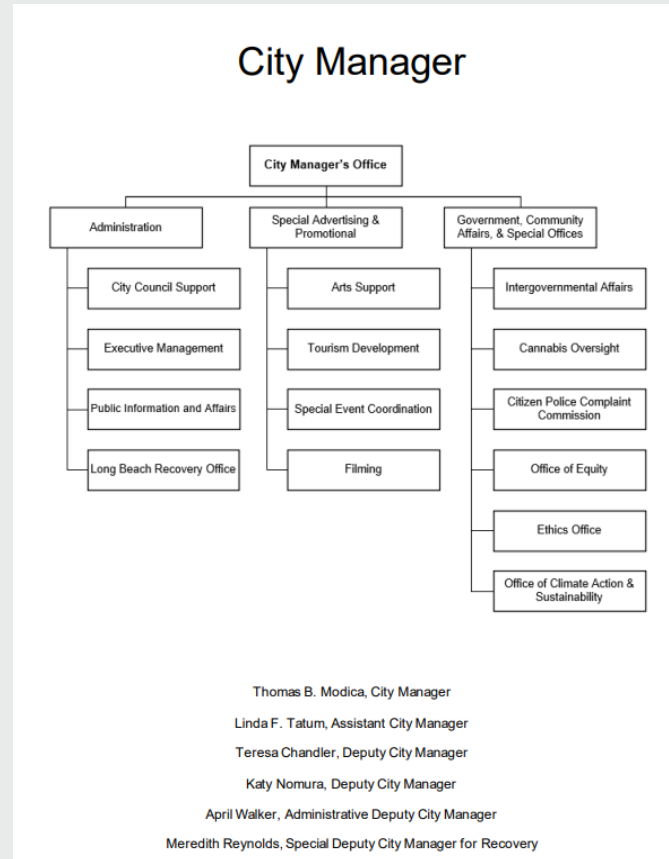 City Manager
City Manager's Office
Administration
City Council Support
Executive Management
Public Information and Affairs
Long Beach Recovery Office
Special Advertising &
Promotional
Arts Support
Tourism Development
Special Event Coordination
Filming
Government, Community
Affairs, & Special Offices
Intergovernmental Affairs
Cannabis Oversight
Citizen Police Complaint
Commission
Office of Equity
Ethics Office
Office of Climate Action &
Sustainability
Thomas B. Modica, City Manager
Linda F. Tatum, Assistant City Manager
Teresa Chandler, Deputy City Manager
Katy Nomura, Deputy City Manager
April Walker, Administrative Deputy City Manager
Meredith Reynolds, Special Deputy City Manager for Recovery